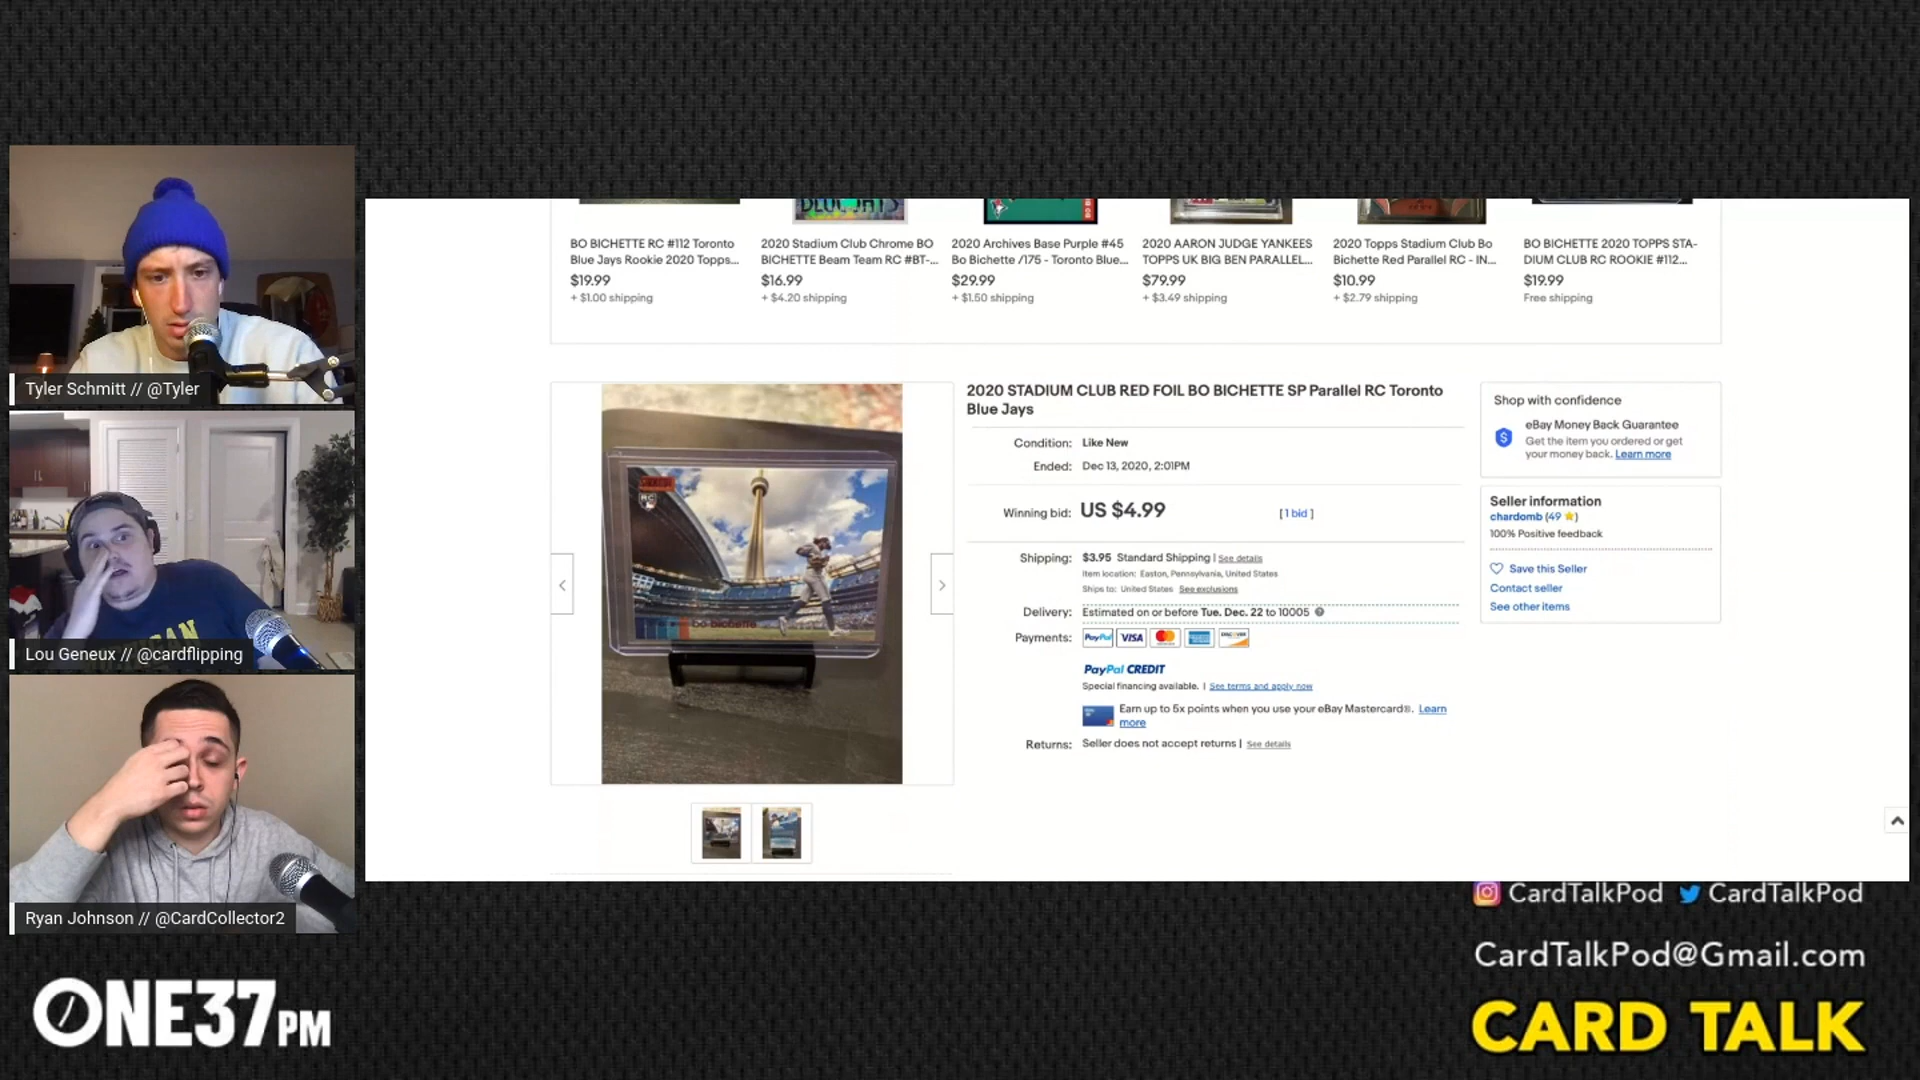 BLUE JAYS
BO BICHETTE RC #112 Toronto
Blue Jays Rookie 2020 Topps...
$19.99
+ $1.00 shipping
2020 Stadium Club Chrome BO
BICHETTE Beam Team RC #BT-...
$16.99
+ $4.20 shipping
2020 Archives Base Purple #45
Bo Bichette /175 - Toronto Blue...
$29.99
+ $1.50 shipping
2020 AARON JUDGE YANKEES
TOPPS UK BIG BEN PARALLEL...
$79.99
+ $3.49 shipping
2020 Topps Stadium Club Bo
Bichette Red Parallel RC - IN...
$10.99
+ $2.79 shipping
BO BICHETTE 2020 TOPPS STA-
DIUM CLUB RC ROOKIE #112...
$19.99
Free shipping
RC
bo bichette
2020 STADIUM CLUB RED FOIL BO BICHETTE SP Parallel RC Toronto
Blue Jays
Condition: Like New
Ended: Dec 13, 2020, 2:01PM
Winning bid: US $4.99 [ 1 bid ]
Shipping: $3.95 Standard Shipping | See details
Item location: Easton, Pennsylvania, United States
Ships to: United States See exclusions
Delivery: Estimated on or before Tue. Dec. 22 to 10005
Payments: PayPal VISA DISCOVER
PayPal CREDIT
Special financing available. | See terms and apply now
Earn up to 5x points when you use your eBay Mastercard®. Learn
more
Returns: Seller does not accept returns | See details
Shop with confidence
eBay Money Back Guarantee
Get the item you ordered or get
your money back. Learn more
Seller information
chardomb (49 ★)
100% Positive feedback
Save this Seller
Contact seller
See other items
Tyler Schmitt // @Tyler
Lou Geneux // @cardflipping
Ryan Johnson // @CardCollector2
ONE37PM
CardTalkPod CardTalkPod
CardTalkPod@Gmail.com
CARD TALK